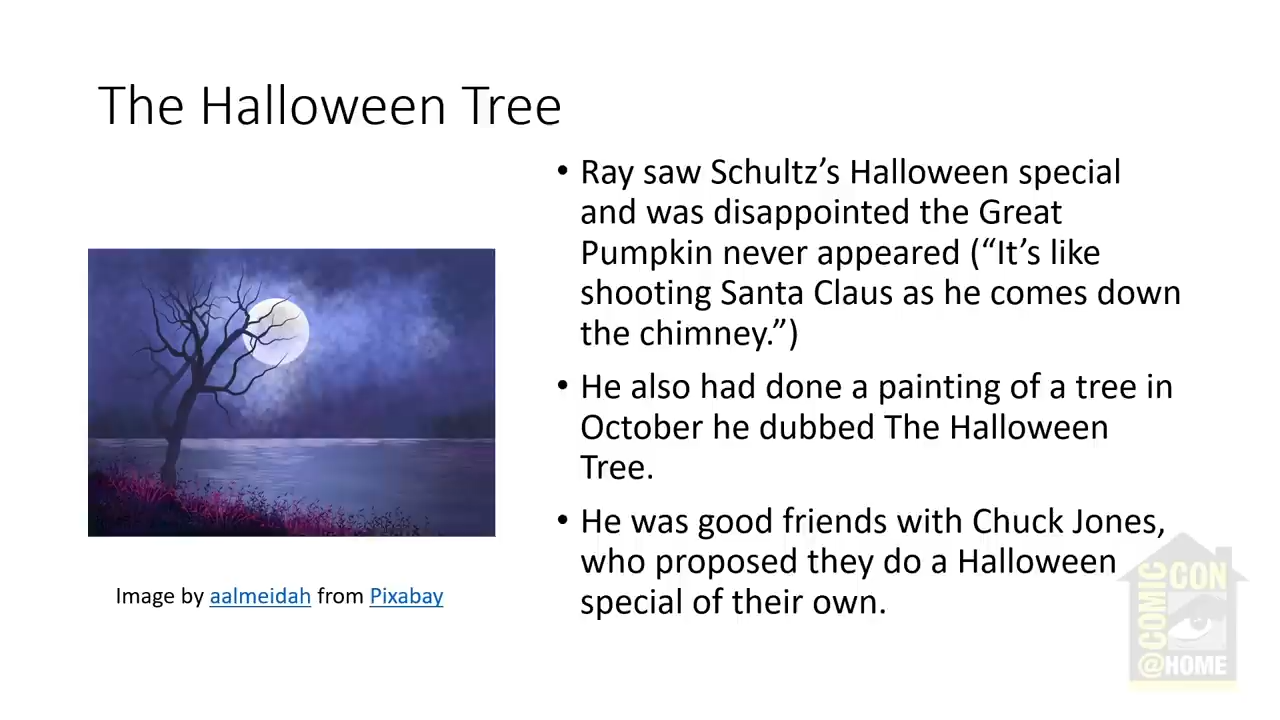 The Halloween Tree
• Ray saw Schultz’s Halloween special
and was disappointed the Great
Pumpkin never appeared (“It’s like
shooting Santa Claus as he comes down
the chimney.”)
• He also had done a painting of a tree in
October he dubbed The Halloween
Tree.
• He was good friends with Chuck Jones,
who proposed they do a Halloween
special of their own.
Image by aalmeidah from Pixabay
COMIC
CON
@HOME